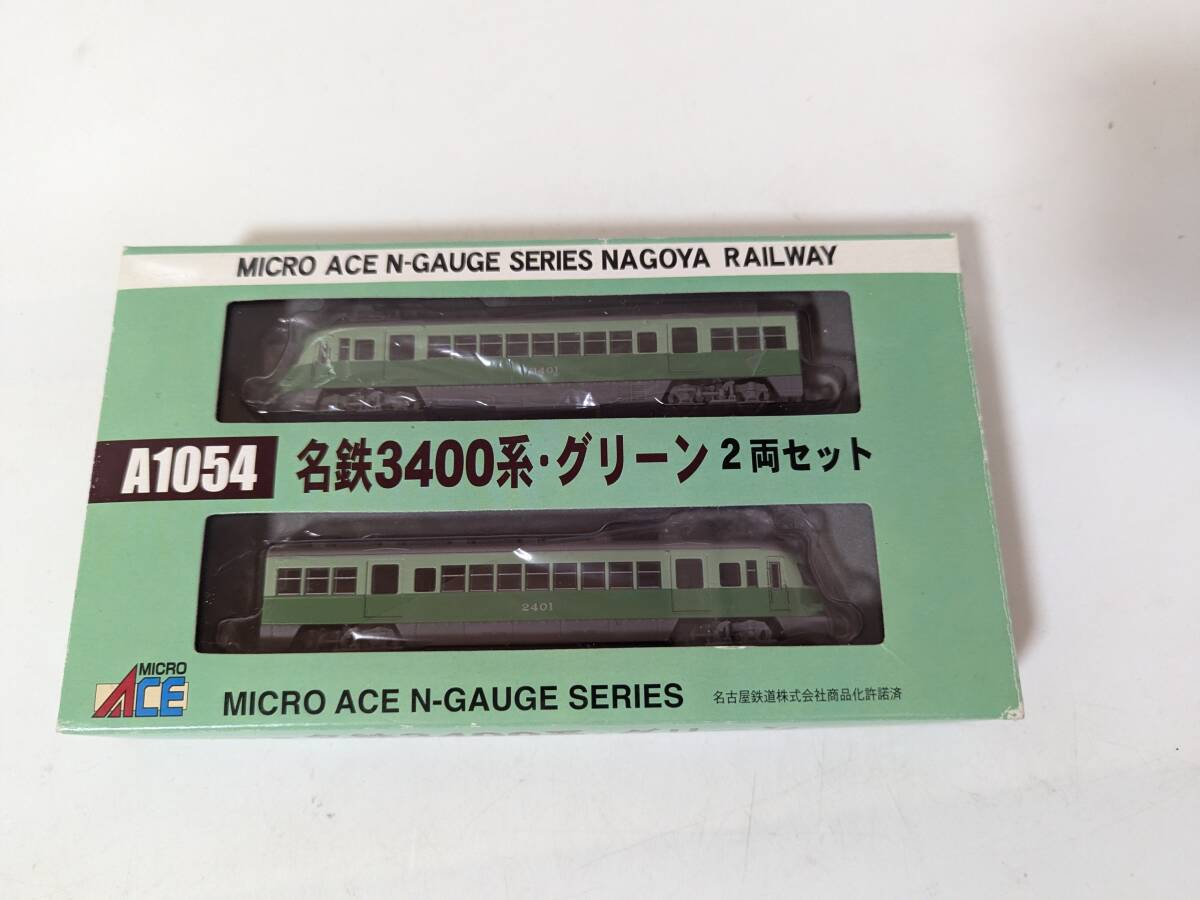 MICRO ACE N-GAUGE SERIES NAGOYA RAILWAY
3401
A1054 名鉄3400系・グリーン 2両セット
2401
MICRO ACE
MICRO ACE N-GAUGE SERIES 名古屋鉄道株式会社商品化許諾済